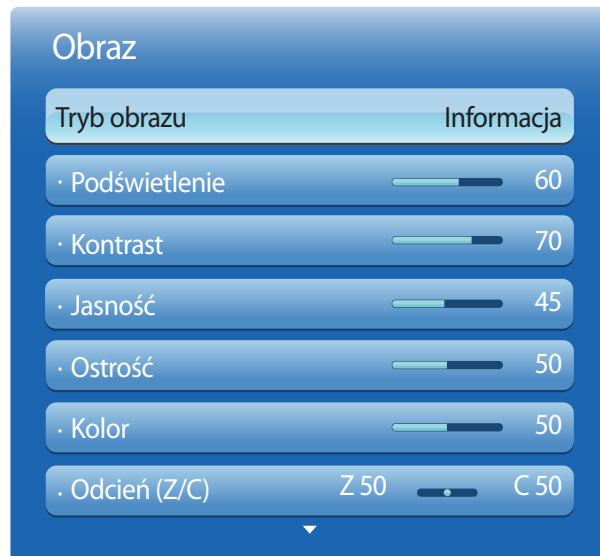 Obraz
Tryb obrazu Informacja
· Podświetlenie 60
· Kontrast 70
· Jasność 45
· Ostrość 50
· Kolor 50
· Odcień (Z/C) Z 50 C 50